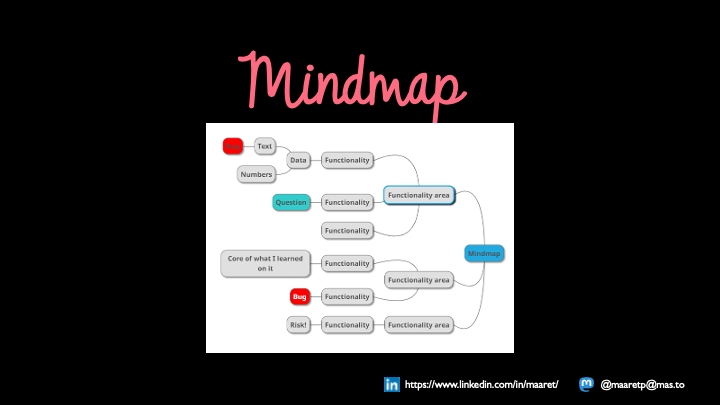 Mindmap
Text
Data
Functionality
Numbers
Functionality area
Question
Functionality
Functionality
Mindmap
Core of what I learned
on it
Functionality
Functionality area
Bug
Functionality
Risk!
Functionality
Functionality area
in
https://www.linkedin.com/in/maaret/
@maaretp@mas.to